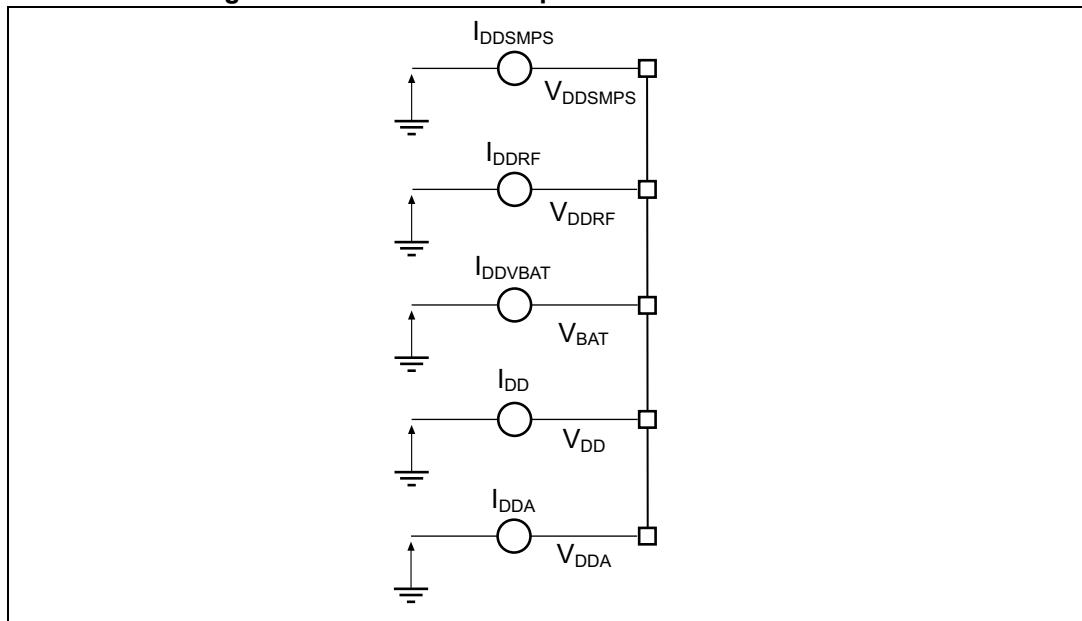 I_DDSMPS
V_DDSMPS
I_DDRF
V_DDRF
I_DDVBAT
V_BAT
I_DD
V_DD
I_DDA
V_DDA